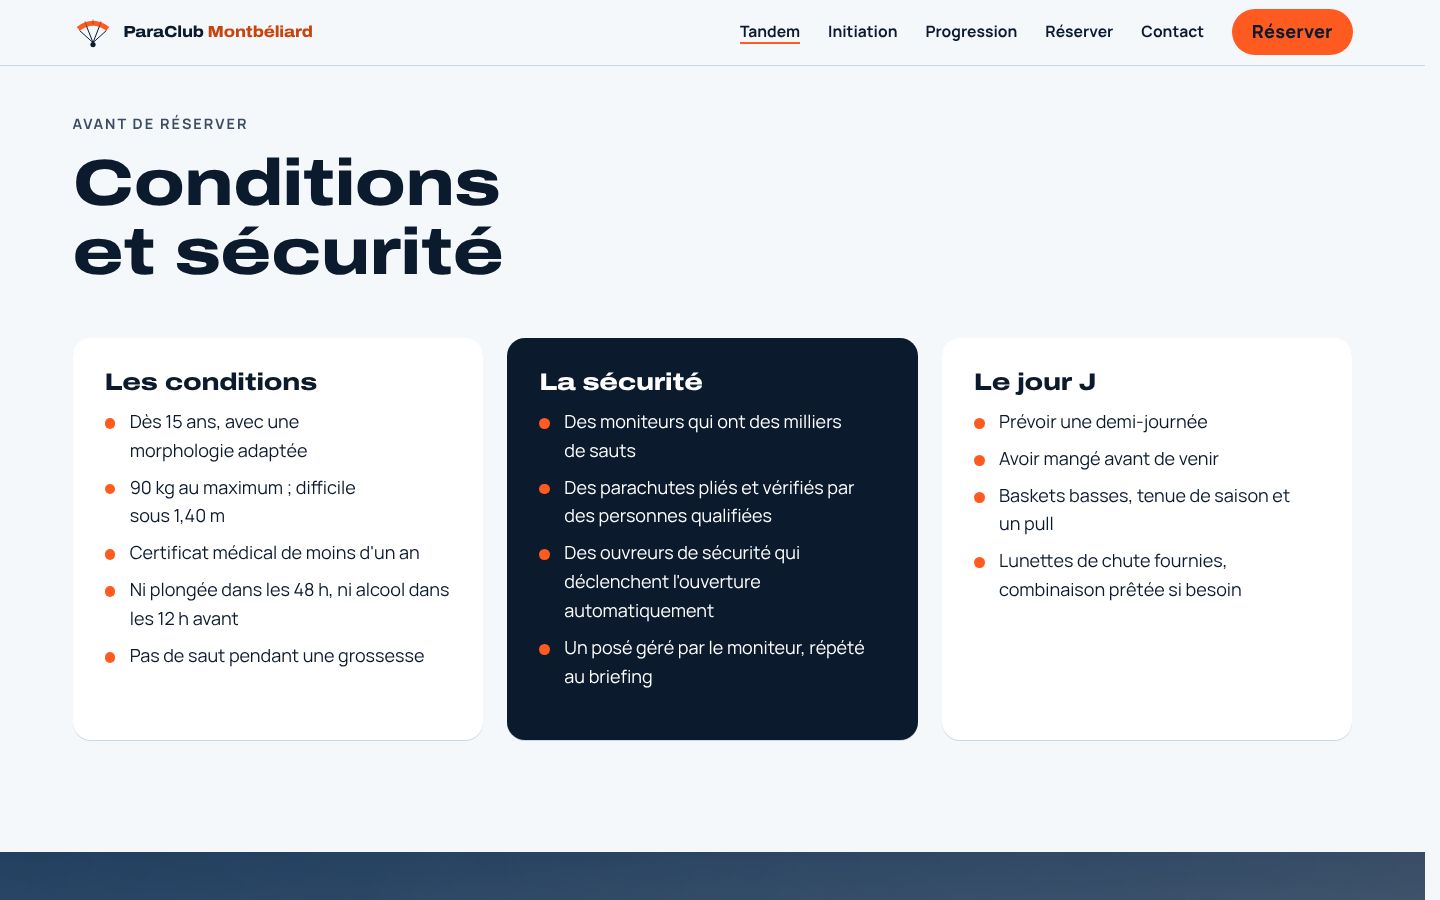 ParaClub Montbéliard
Tandem
Initiation
Progression
Réserver
Contact
Réserver
AVANT DE RÉSERVER
Conditions
et sécurité
Les conditions
Dès 15 ans, avec une
morphologie adaptée
90 kg au maximum ; difficile
sous 1,40 m
Certificat médical de moins d'un an
Ni plongée dans les 48 h, ni alcool dans
les 12 h avant
Pas de saut pendant une grossesse
La sécurité
Des moniteurs qui ont des milliers
de sauts
Des parachutes pliés et vérifiés par
des personnes qualifiées
Des ouvreurs de sécurité qui
déclenchent l'ouverture
automatiquement
Un posé géré par le moniteur, répété
au briefing
Le jour J
Prévoir une demi-journée
Avoir mangé avant de venir
Baskets basses, tenue de saison et
un pull
Lunettes de chute fournies,
combinaison prêtée si besoin